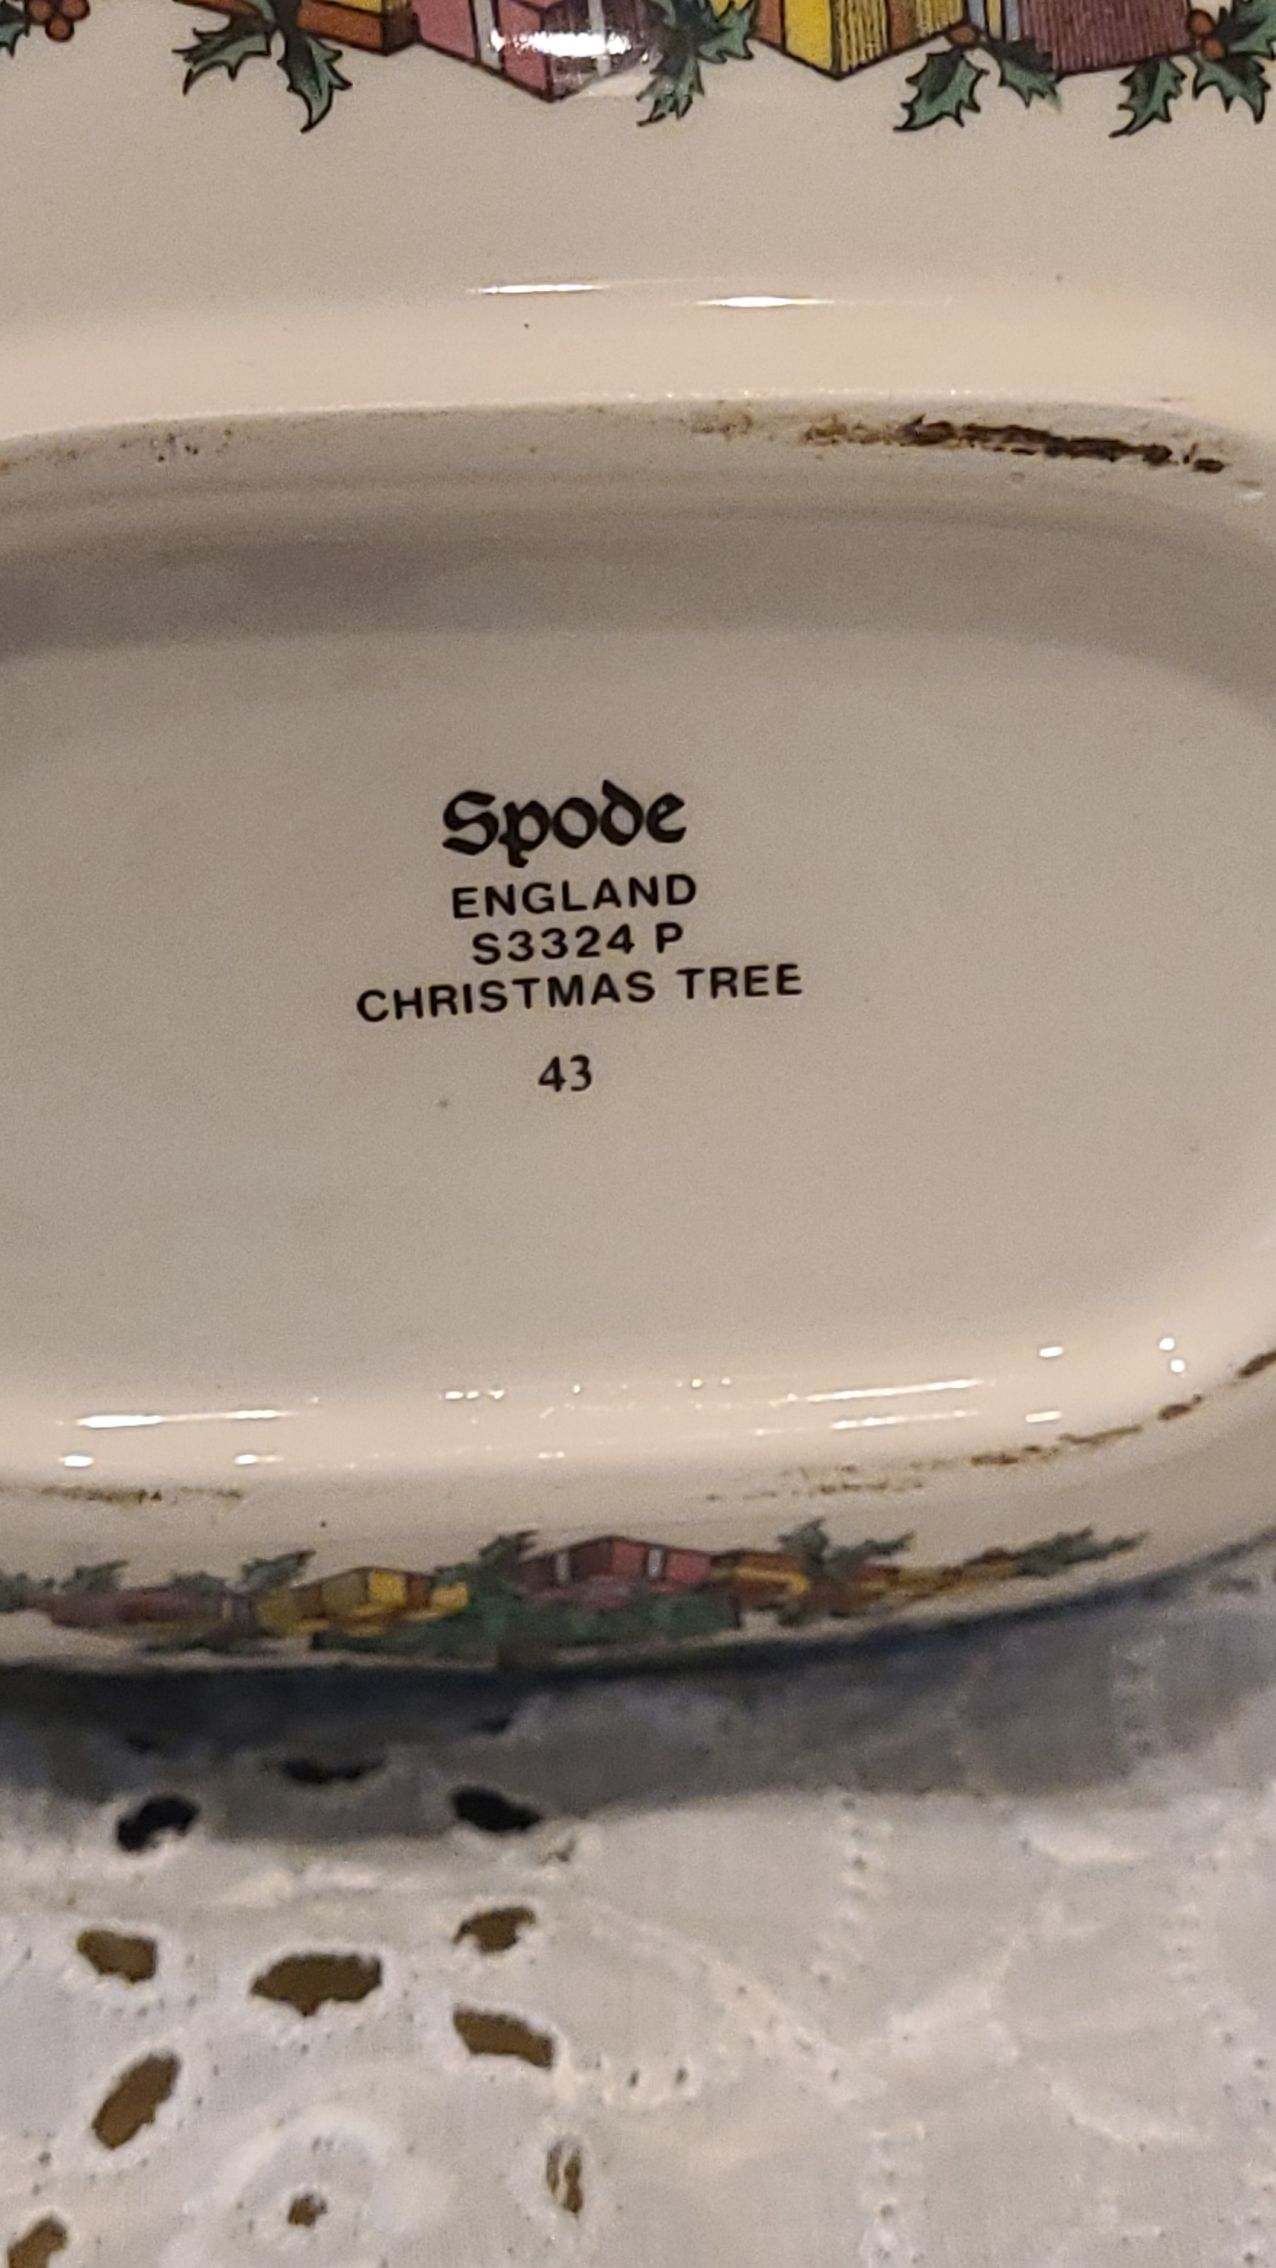 Spode
ENGLAND
S3324 P
CHRISTMAS TREE
43